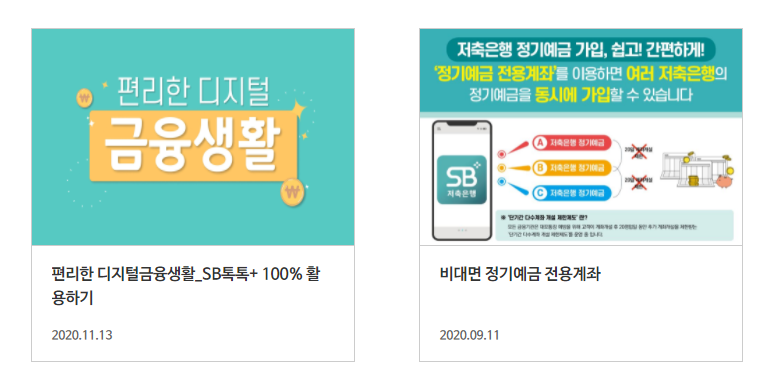 편리한 디지털
금융생활
편리한 디지털금융생활_SB톡톡+ 100% 활
용하기
2020.11.13
저축은행 정기예금 가입, 쉽고! 간편하게!
'정기예금 전용계좌'를 이용하면 여러 저축은행의
정기예금을 동시에 가입할 수 있습니다
SB
저축은행
A 저축은행 정기예금
B 저축은행 정기예금
C 저축은행 정기예금
※ '단기간 다수계좌 개설 제한제도' 란?
비대면 정기예금 전용계좌
2020.09.11